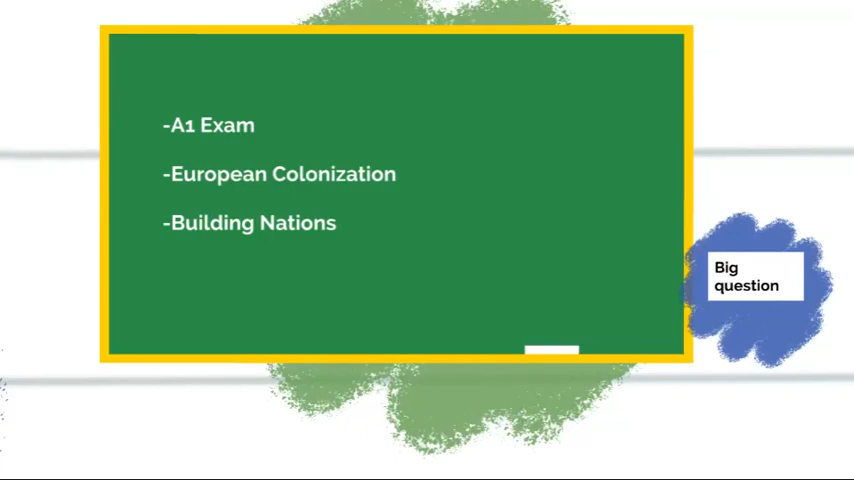 -A1 Exam
-European Colonization
-Building Nations
Big
question